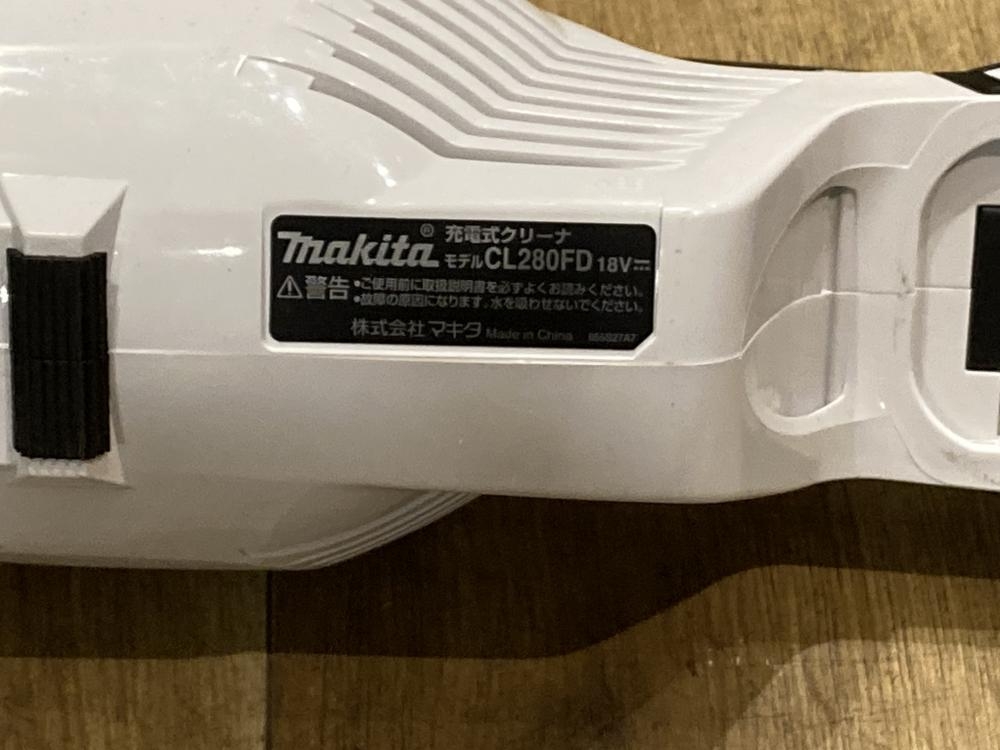 makita® 充電式クリーナ
モデルCL280FD 18V⎓
⚠警告 •ご使用前に取扱説明書を必ずよくお読みください。
•故障の原因になります。水を吸わせないでください。
株式会社マキタ Made in China